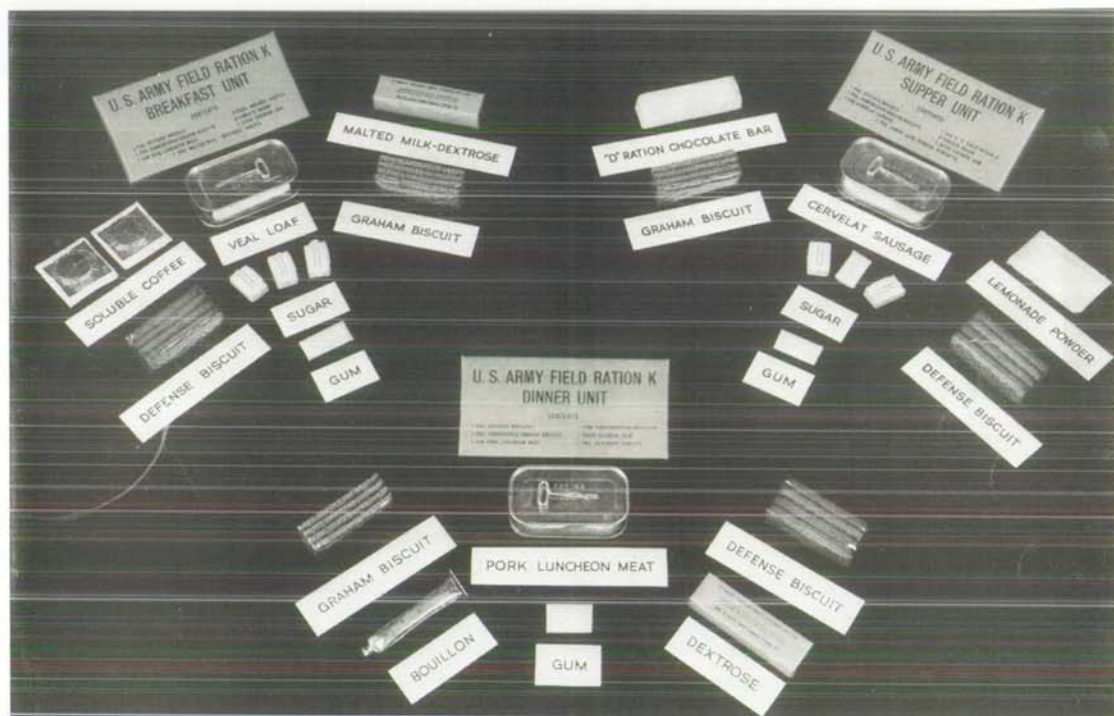 U. S. ARMY FIELD RATION K
BREAKFAST UNIT
CONTENTS
MALTED MILK-DEXTROSE
GRAHAM BISCUIT
VEAL LOAF
SOLUBLE COFFEE
SUGAR
DEFENSE BISCUIT
GUM
U. S. ARMY FIELD RATION K
SUPPER UNIT
CONTENTS
"D" RATION CHOCOLATE BAR
GRAHAM BISCUIT
CERVELAT SAUSAGE
SUGAR
LEMONADE POWDER
GUM
DEFENSE BISCUIT
U. S. ARMY FIELD RATION K
DINNER UNIT
CONTENTS
GRAHAM BISCUIT
PORK LUNCHEON MEAT
DEFENSE BISCUIT
BOUILLON
GUM
DEXTROSE